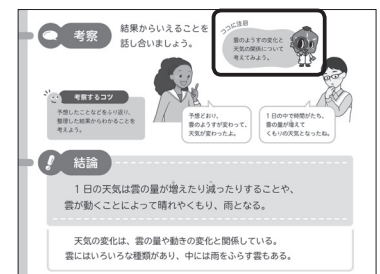 考察
結果からいえることを
話し合いましょう。
ココに注目
雲のようすの変化と
天気の関係について
考えてみよう。
考察するコツ
予想したことなどをふり返り、
整理した結果からわかることを
考えよう。
予想どおり、
雲のようすが変わって、
天気が変わったよ。
1日の中で時間がたち、
雲の量が増えて
くもりの天気となったね。
結論
1日の天気は雲の量が増えたり減ったりすることや、
雲が動くことによって晴れやくもり、雨となる。
天気の変化は、雲の量や動きの変化と関係している。
雲にはいろいろな種類があり、中には雨をふらす雲もある。